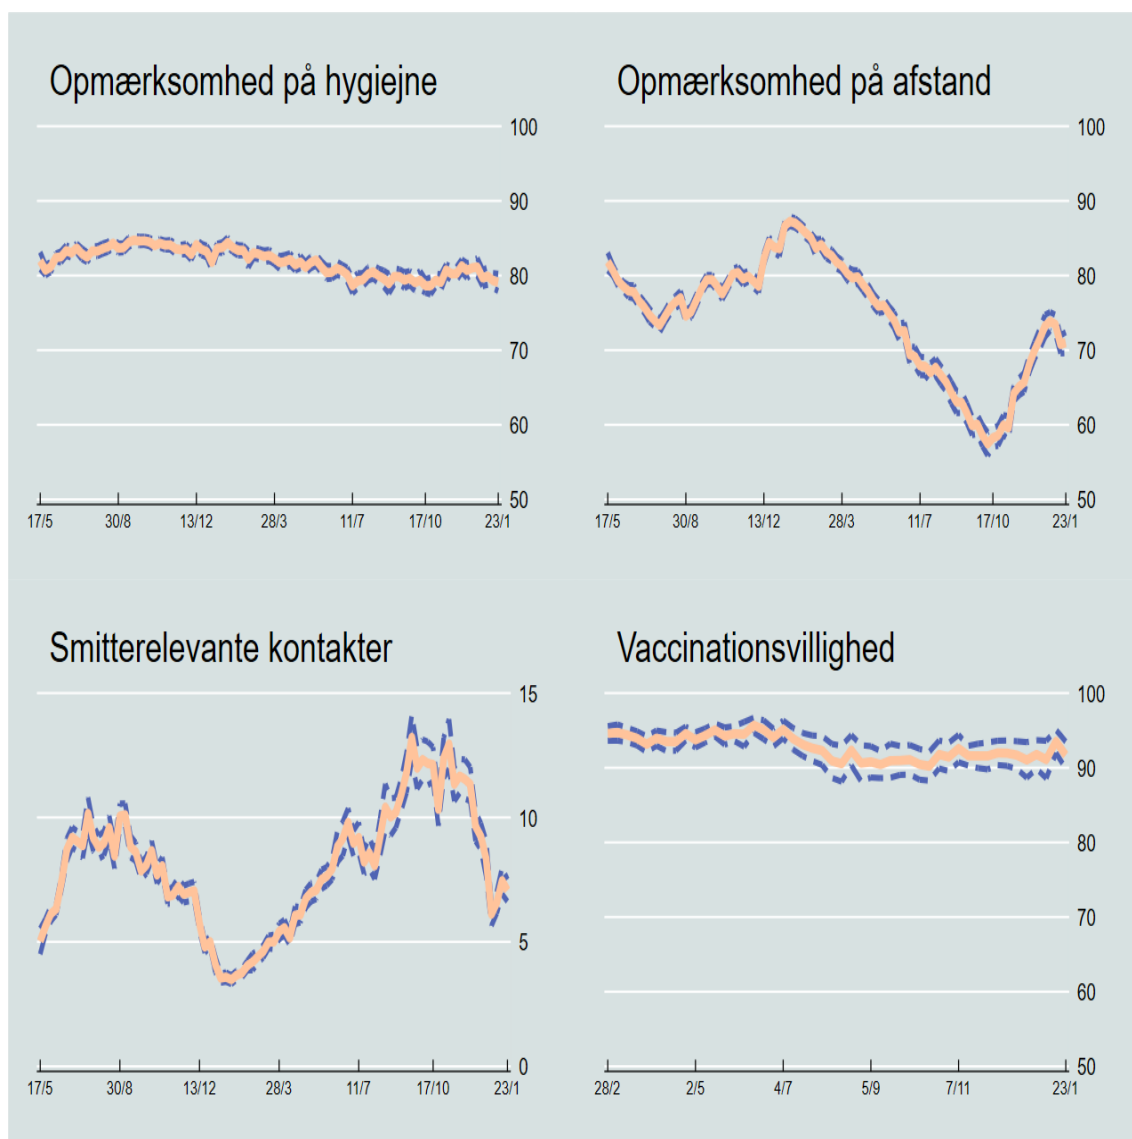 Opmærksomhed på hygiejne
100
90
80
70
60
50
17/5 30/8 13/12 28/3 11/7 17/10 23/1
Opmærksomhed på afstand
100
90
80
70
60
50
17/5 30/8 13/12 28/3 11/7 17/10 23/1
Smitterelevante kontakter
15
10
5
0
17/5 30/8 13/12 28/3 11/7 17/10 23/1
Vaccinationsvillighed
100
90
80
70
60
50
28/2 2/5 4/7 5/9 7/11 23/1